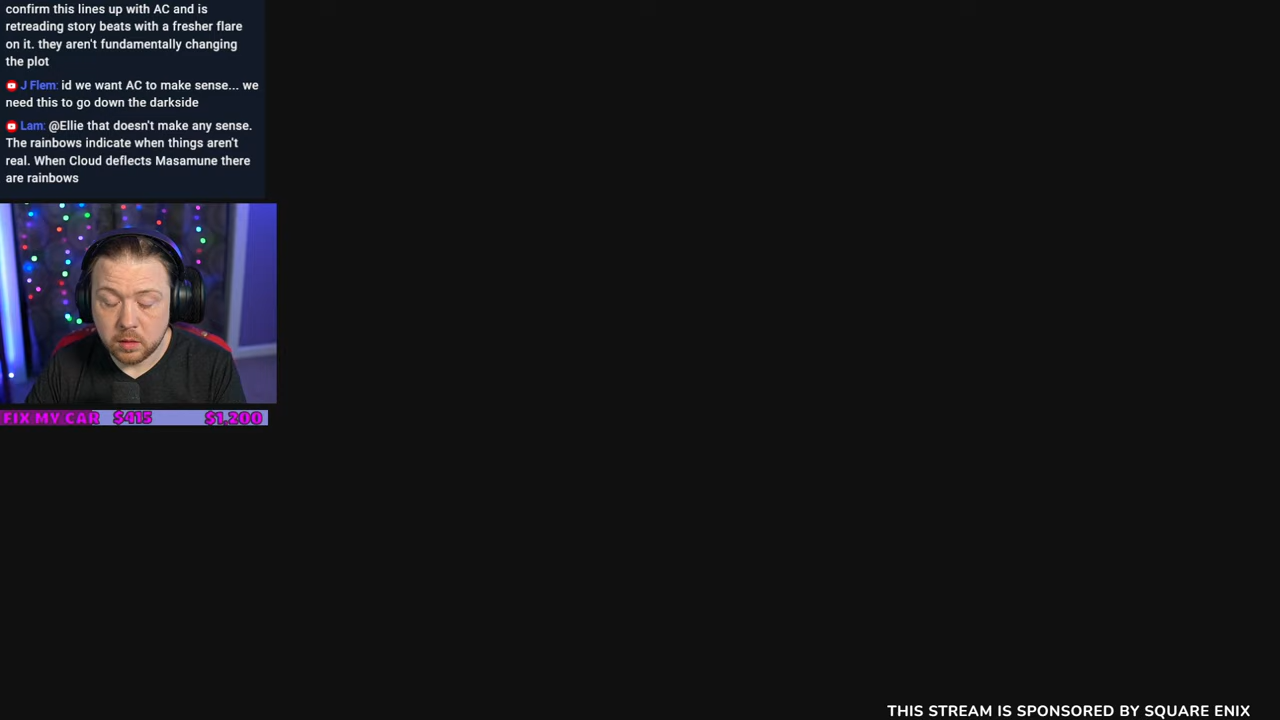 confirm this lines up with AC and is
retreading story beats with a fresher flare
on it. they aren't fundamentally changing
the plot
J Flem: id we want AC to make sense... we
need this to go down the darkside
Lam: @Ellie that doesn't make any sense.
The rainbows indicate when things aren't
real. When Cloud deflects Masamune there
are rainbows
FIX MY CAR $415 $1,200
THIS STREAM IS SPONSORED BY SQUARE ENIX